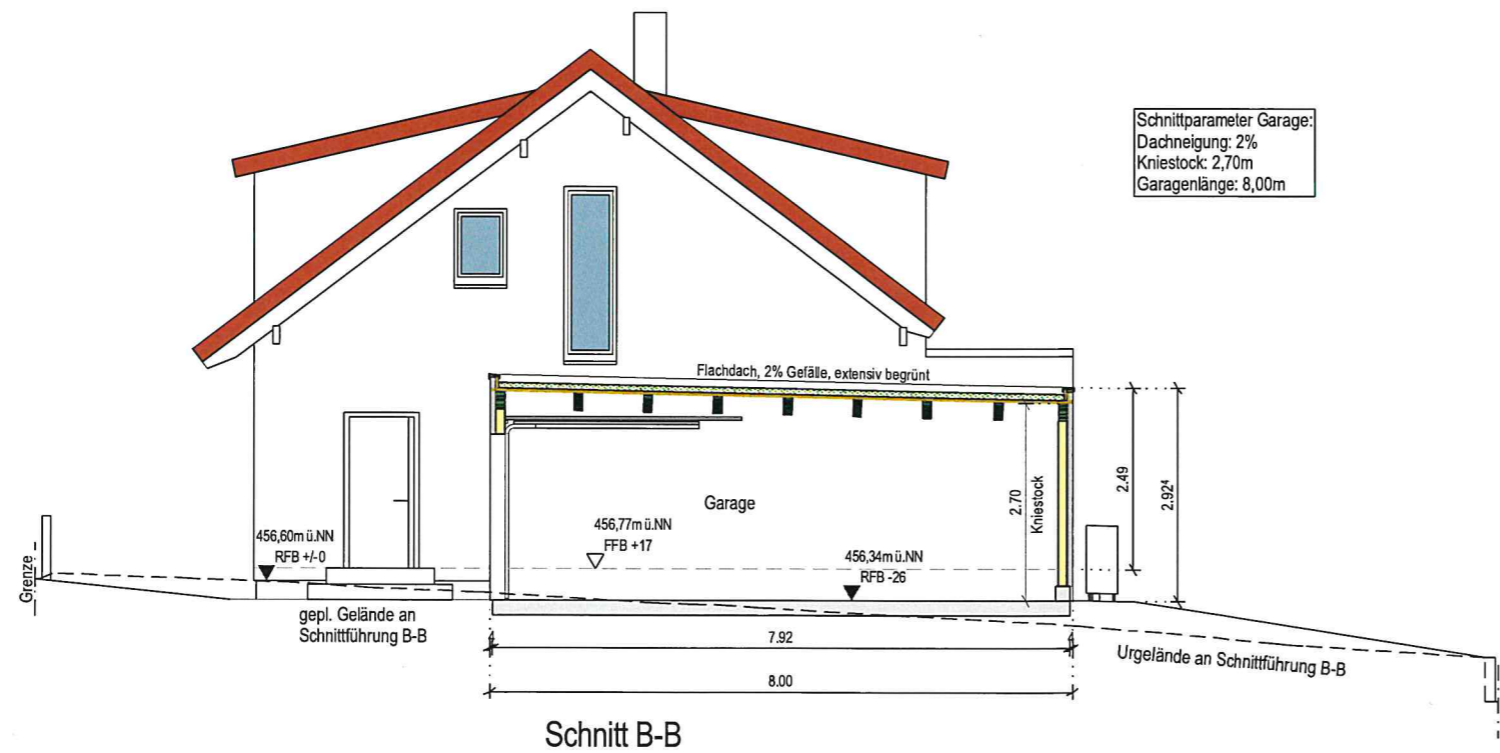 Schnittparameter Garage:
Dachneigung: 2%
Kniestock: 2,70m
Garagenlänge: 8,00m
Flachdach, 2% Gefälle, extensiv begrünt
2.70
Kniestock
2.49
2.92⁴
Garage
456,60m ü.NN
RFB +/-0
456,77m ü.NN
FFB +17
456,34m ü.NN
RFB -26
Grenze
gepl. Gelände an
Schnittführung B-B
7.92
Urgelände an Schnittführung B-B
8.00
Schnitt B-B